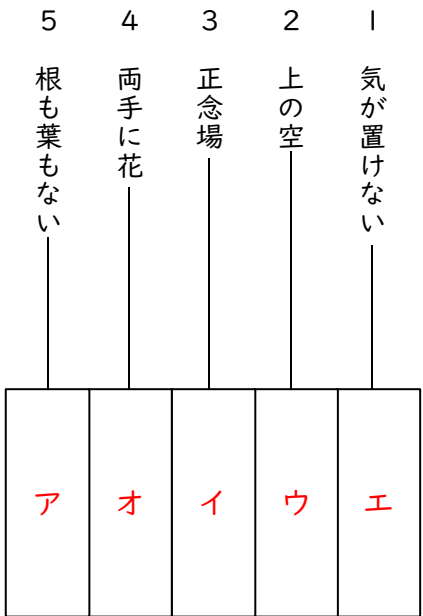 1 気が置けない
エ
2 上の空
ウ
3 正念場
イ
4 両手に花
オ
5 根も葉もない
ア